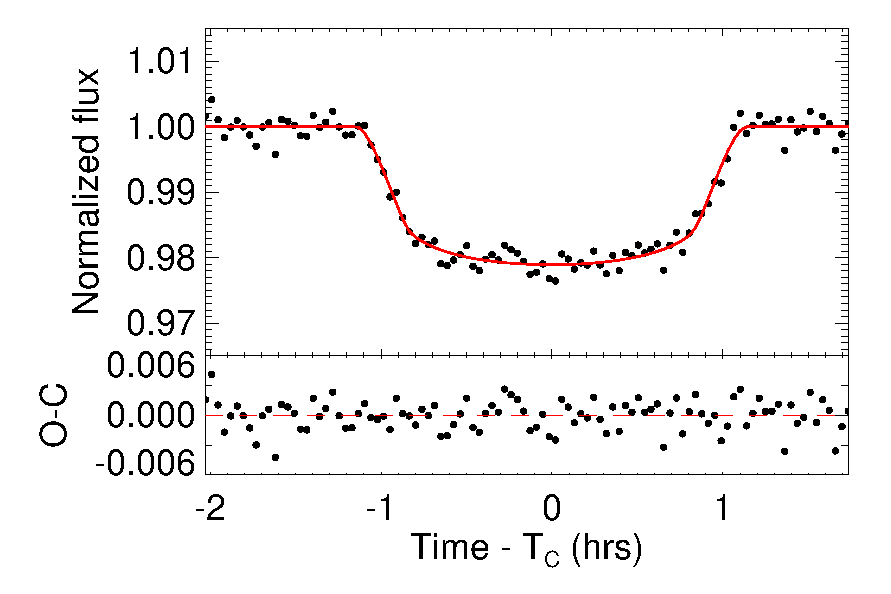 Normalized flux
1.01
1.00
0.99
0.98
0.97
O-C
0.006
0.000
-0.006
-2 -1 0 1
Time - T_C (hrs)